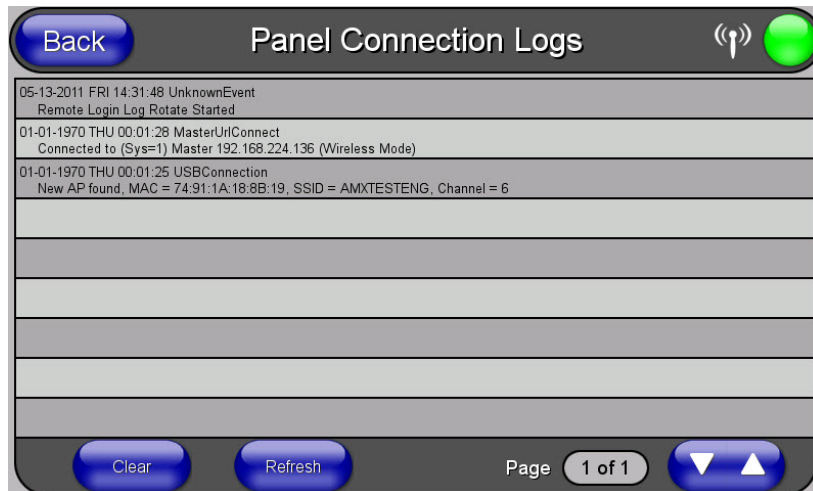 Back
Panel Connection Logs
05-13-2011 FRI 14:31:48 UnknownEvent
Remote Login Log Rotate Started
01-01-1970 THU 00:01:28 MasterUrlConnect
Connected to (Sys=1) Master 192.168.224.136 (Wireless Mode)
01-01-1970 THU 00:01:25 USBConnection
New AP found, MAC = 74:91:1A:18:8B:19, SSID = AMXTESTENG, Channel = 6
Clear
Refresh
Page 1 of 1